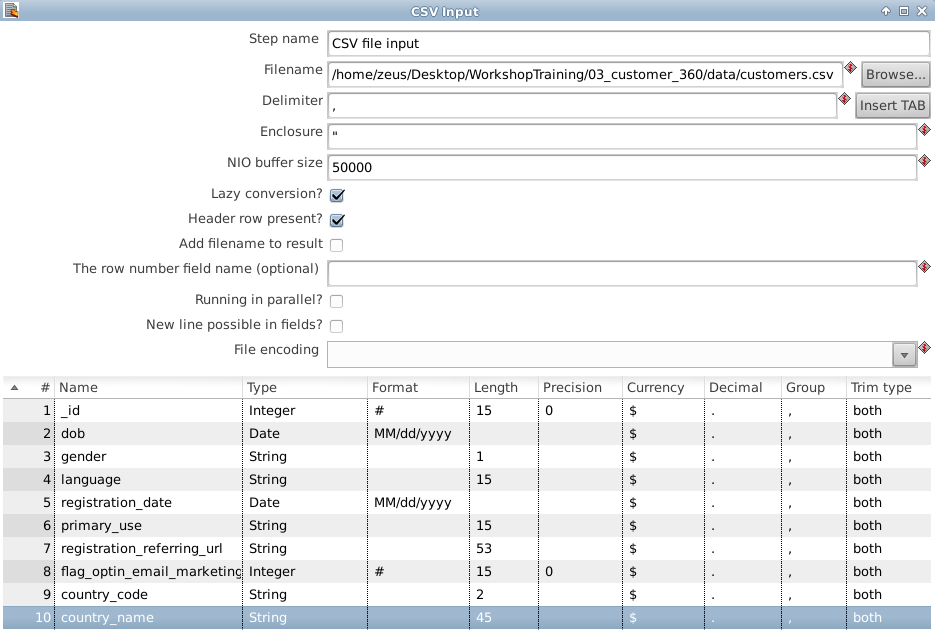 CSV Input
Step name CSV file input
Filename /home/zeus/Desktop/WorkshopTraining/03_customer_360/data/customers.csv Browse...
Delimiter , Insert TAB
Enclosure "
NIO buffer size 50000
Lazy conversion?
Header row present?
Add filename to result
The row number field name (optional)
Running in parallel?
New line possible in fields?
File encoding
# Name Type Format Length Precision Currency Decimal Group Trim type
1 _id Integer # 15 0 $ . , both
2 dob Date MM/dd/yyyy $ . , both
3 gender String 1 $ . , both
4 language String 15 $ . , both
5 registration_date Date MM/dd/yyyy $ . , both
6 primary_use String 15 $ . , both
7 registration_referring_url String 53 $ . , both
8 flag_optin_email_marketing Integer # 15 0 $ . , both
9 country_code String 2 $ . , both
10 country_name String 45 $ . , both